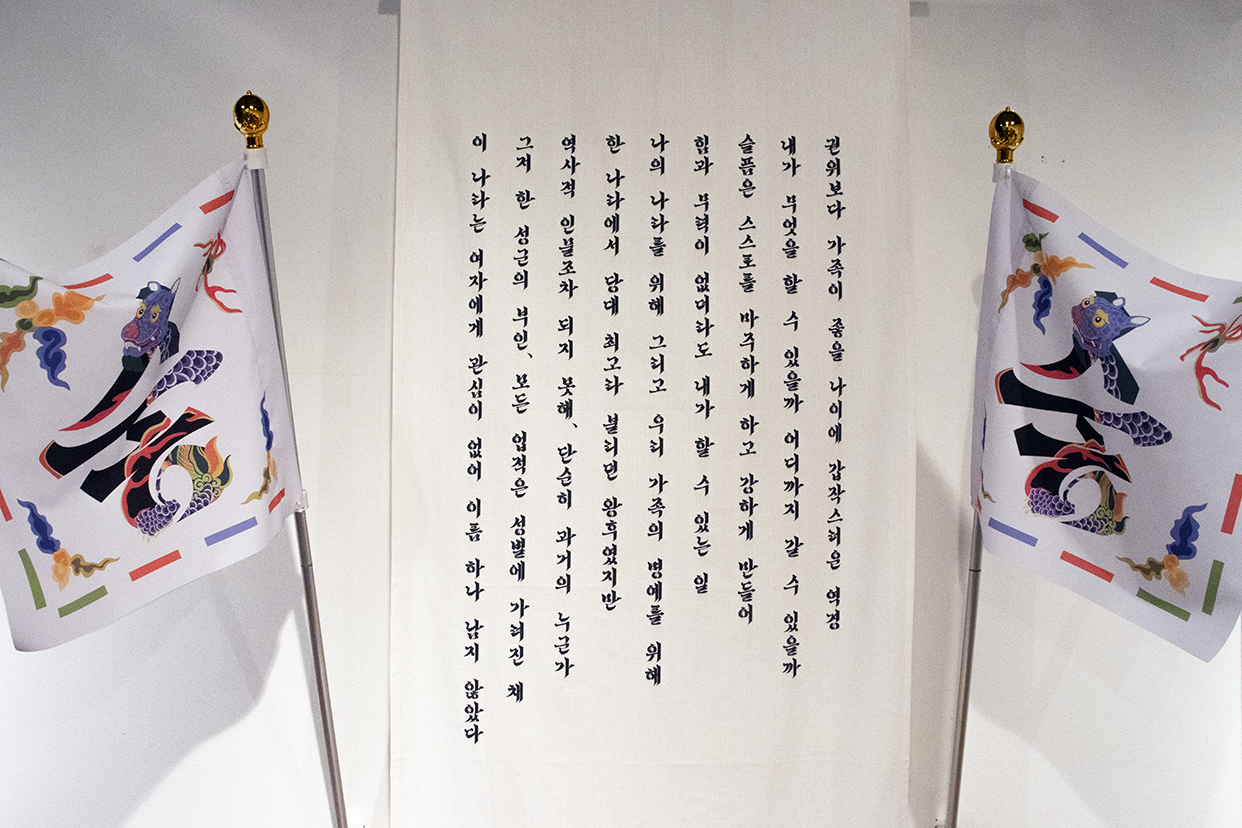 권위보다 가족이 좋을 나이에 갑작스러운 역경
내가 무엇을 할 수 있을까 어디까지 갈 수 있을까
슬픔은 스스로를 마주하게 하고 강하게 만들어
힘과 무력이 없더라도 내가 할 수 있는 일
나의 나라를 위해 그리고 우리 가족의 명예를 위해
한 나라에서 당대 최고라 불리던 왕후였지만
역사적 인물조차 되지 못해, 단순히 과거의 누군가
그저 한 성근의 부인, 모든 업적은 성별에 가려진 채
이 나라는 여자에게 관심이 없어 이름 하나 남지 않았다